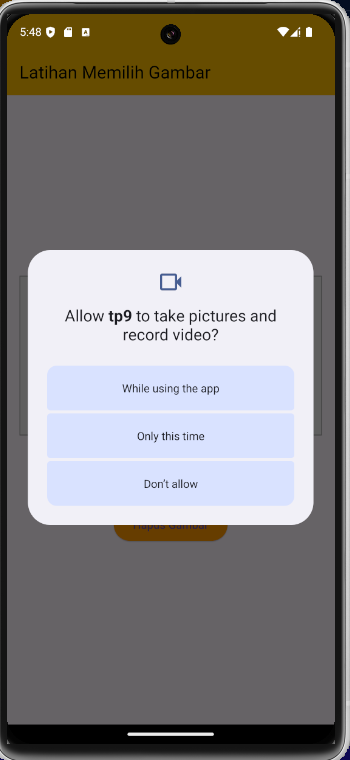 5:48
Latihan Memilih Gambar
Allow tp9 to take pictures and
record video?
While using the app
Only this time
Don't allow
Hapus Gambar